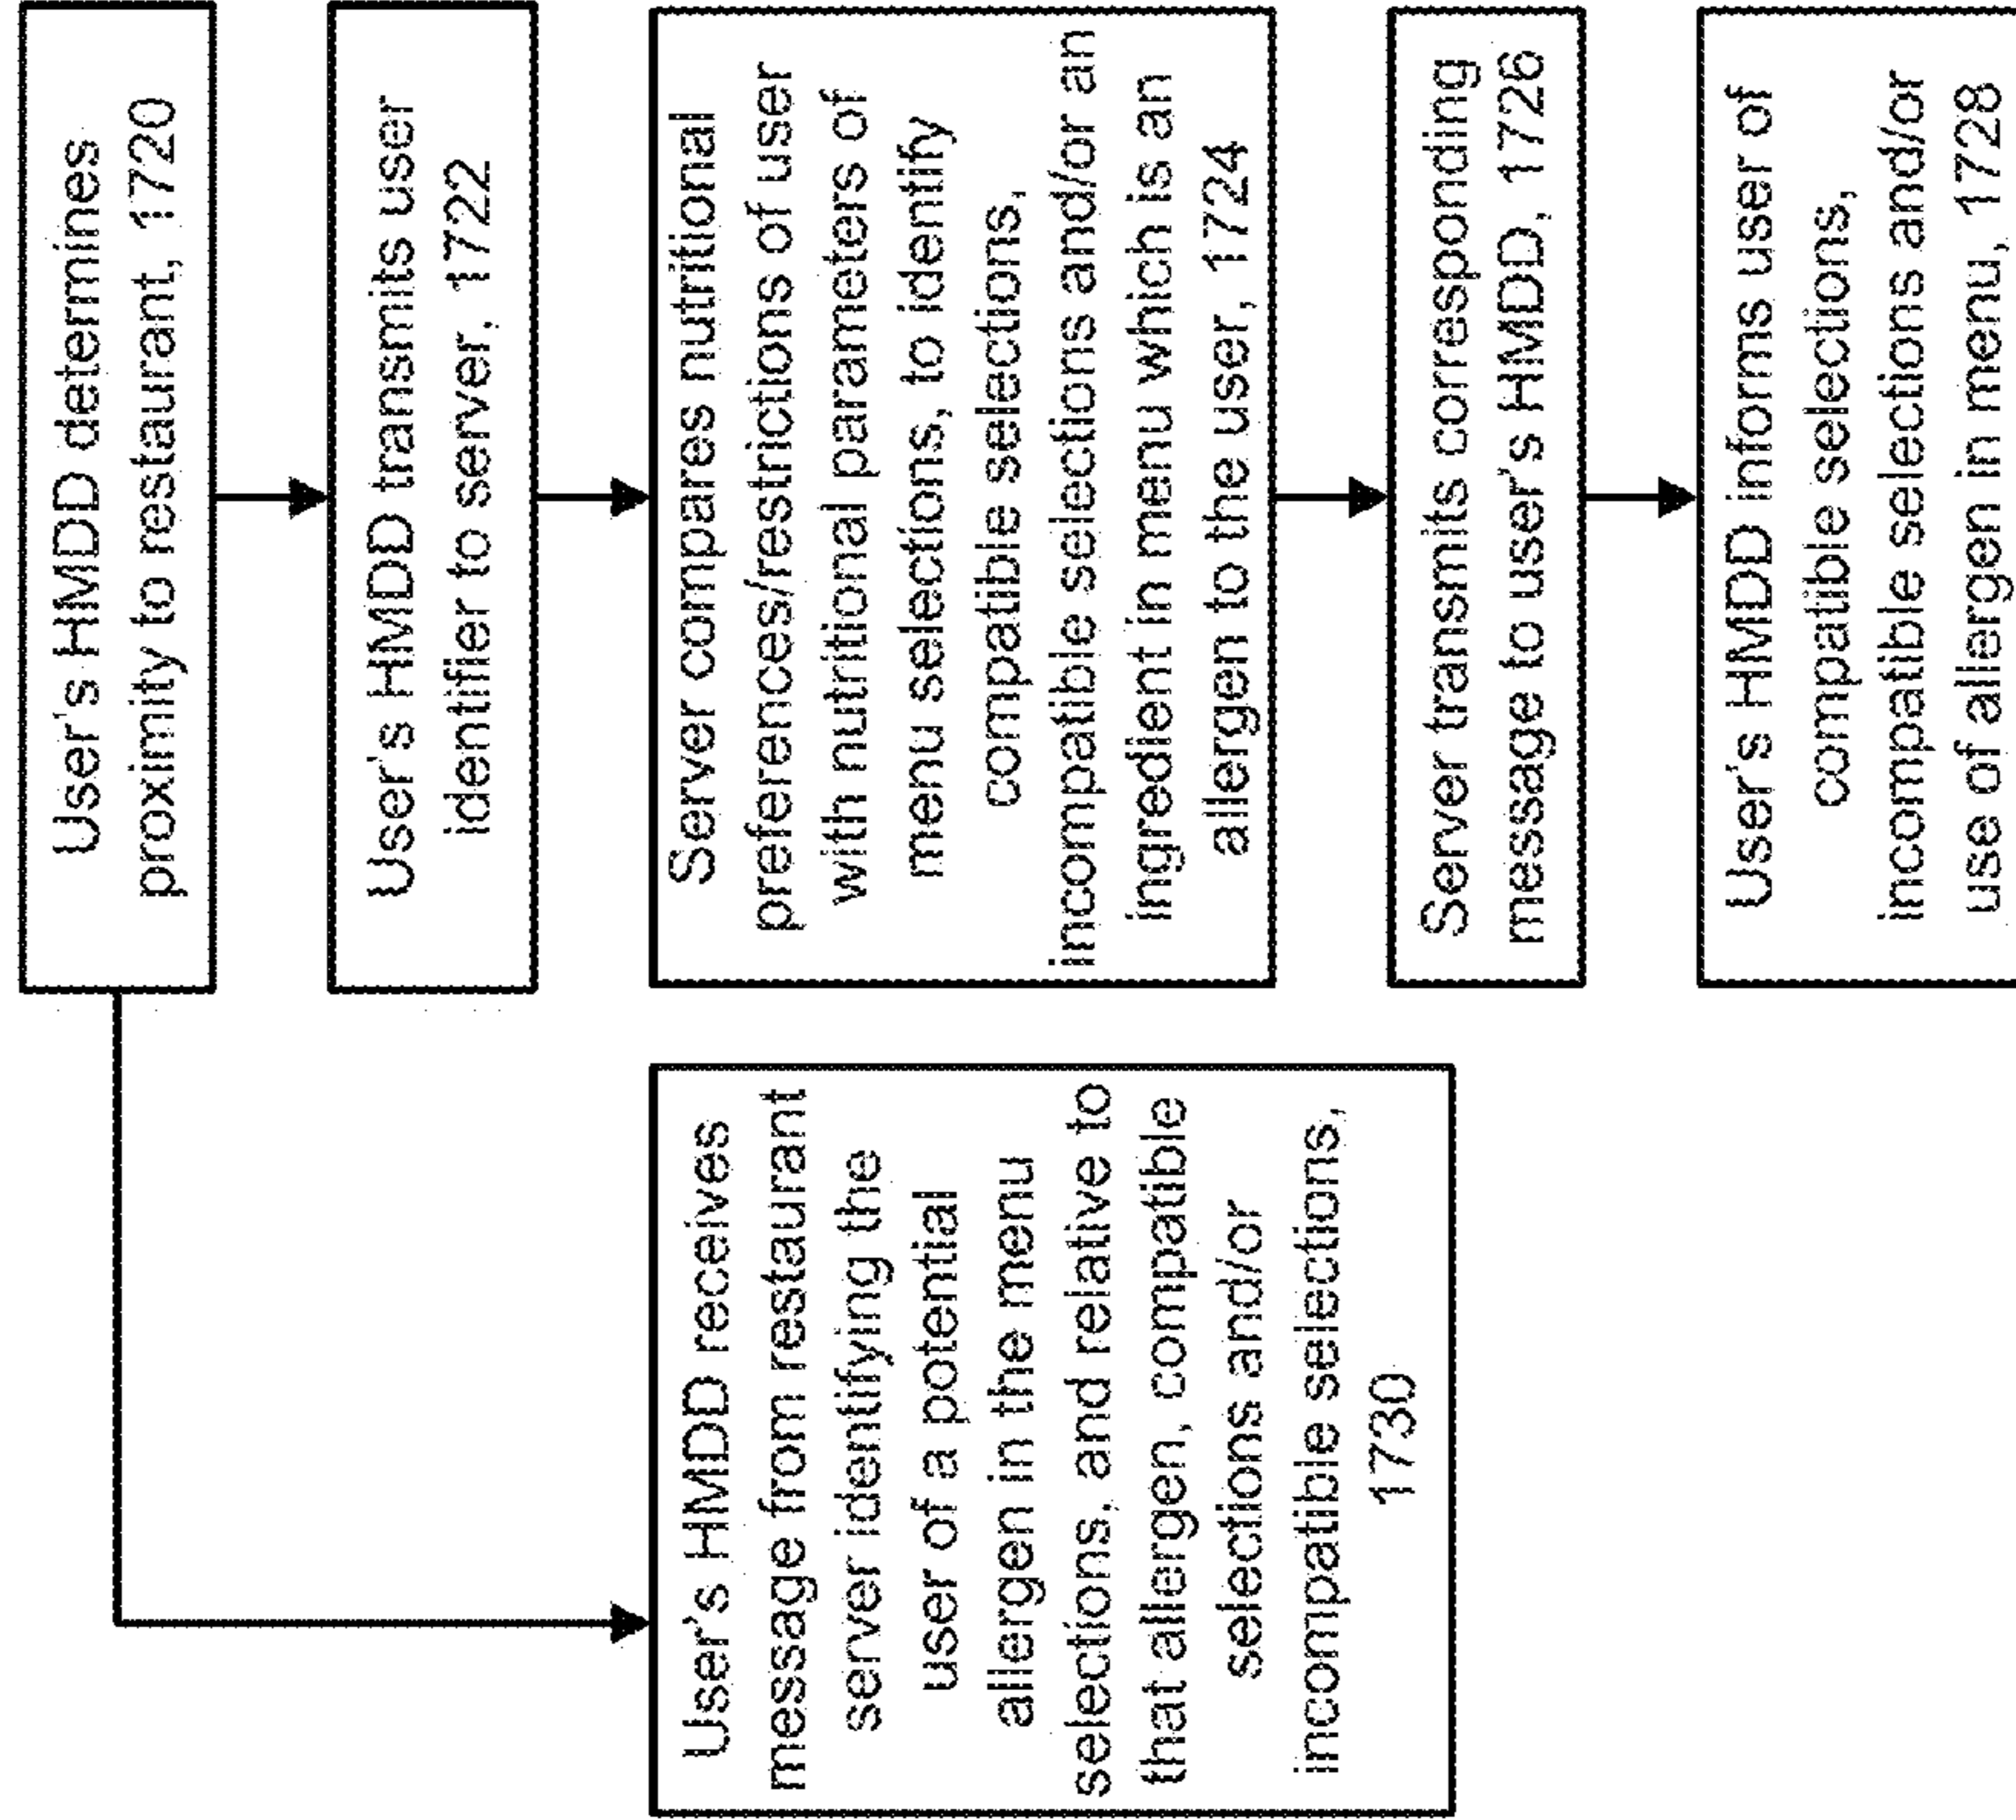 User's HMDD determines
proximity to restaurant, 1720
User's HMDD transmits user
identifier to server, 1722
Server compares nutritional
preferences/restrictions of user
with nutritional parameters of
menu selections, to identify
compatible selections,
incompatible selections and/or an
ingredient in menu which is an
allergen to the user, 1724
Server transmits corresponding
message to user's HMDD, 1726
User's HMDD informs user of
compatible selections,
incompatible selections and/or
use of allergen in menu, 1728
User's HMDD receives
message from restaurant
server identifying the
user of a potential
allergen in the menu
selections, and relative to
that allergen, compatible
selections and/or
incompatible selections,
1730